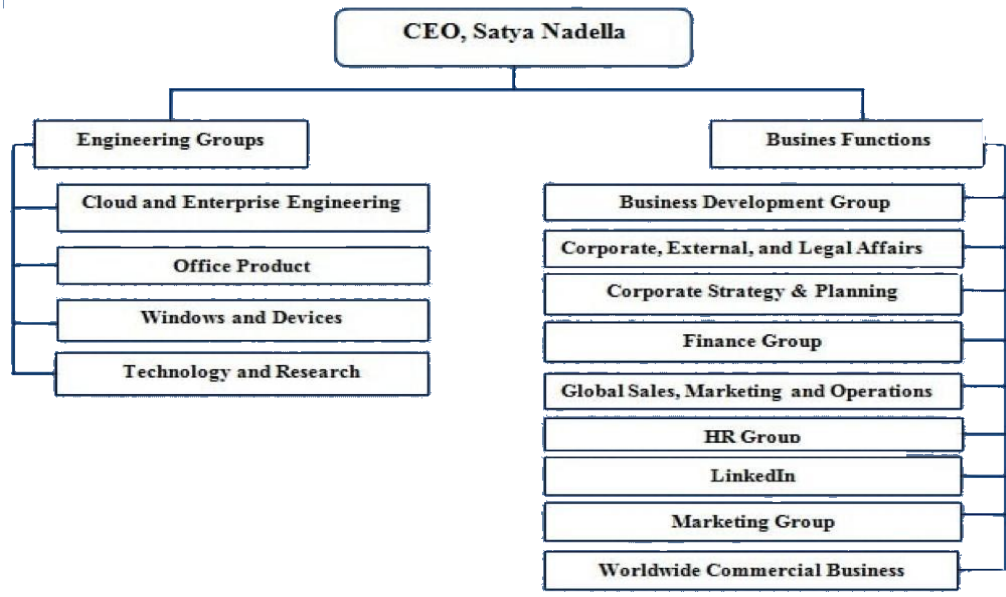 CEO, Satya Nadella
Engineering Groups
Cloud and Enterprise Engineering
Office Product
Windows and Devices
Technology and Research
Busines Functions
Business Development Group
Corporate, External, and Legal Affairs
Corporate Strategy & Planning
Finance Group
Global Sales, Marketing and Operations
HR Group
LinkedIn
Marketing Group
Worldwide Commercial Business